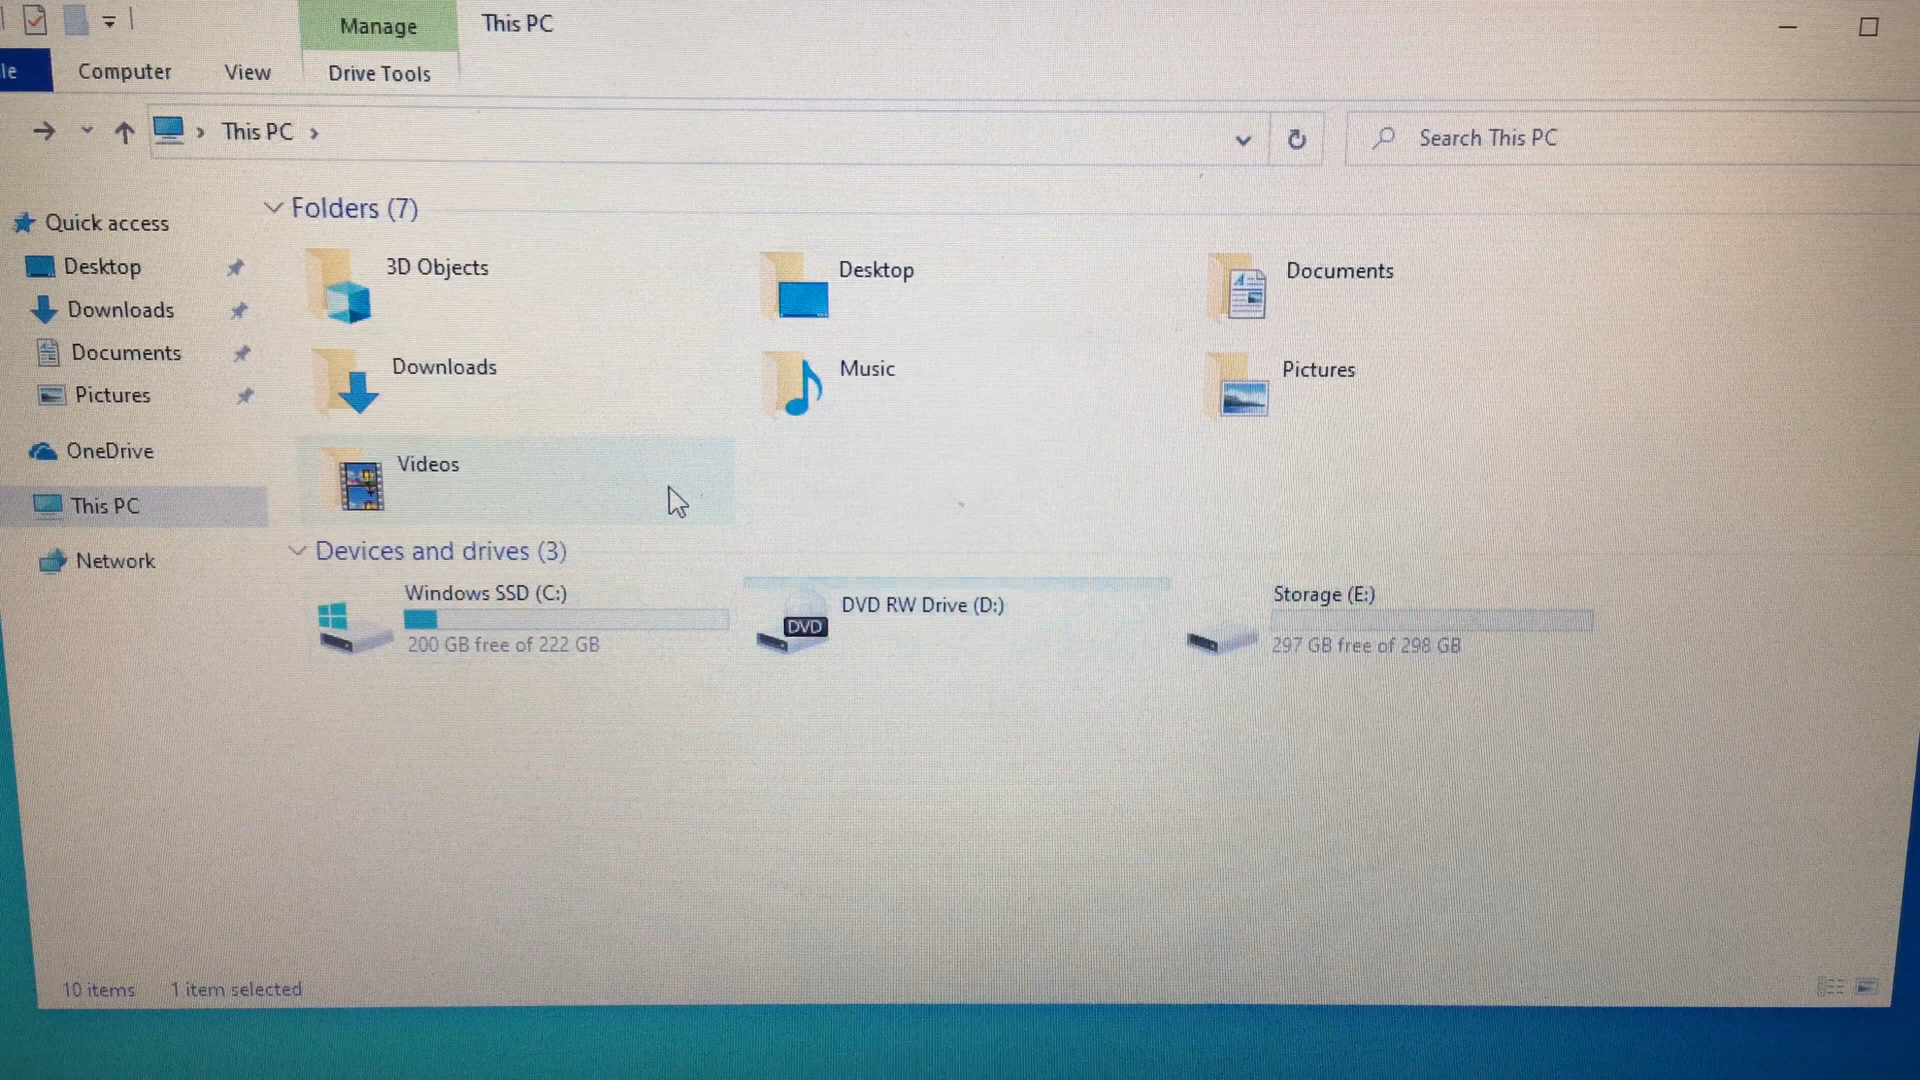 Manage
This PC
le
Computer
View
Drive Tools
This PC
Search This PC
Quick access
Desktop
Downloads
Documents
Pictures
OneDrive
This PC
Network
Folders (7)
3D Objects
Desktop
Documents
Downloads
Music
Pictures
Videos
Devices and drives (3)
Windows SSD (C:)
200 GB free of 222 GB
DVD
DVD RW Drive (D:)
Storage (E:)
297 GB free of 298 GB
10 items
1 item selected